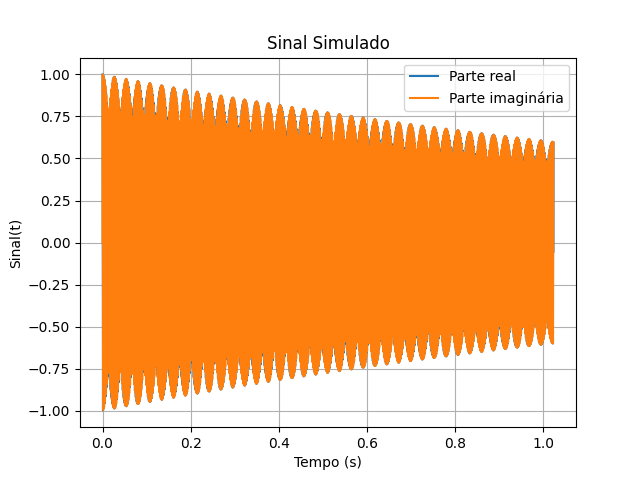 Sinal Simulado
Parte real
Parte imaginária
Sinal(t)
1.00
0.75
0.50
0.25
0.00
−0.25
−0.50
−0.75
−1.00
0.0 0.2 0.4 0.6 0.8 1.0
Tempo (s)